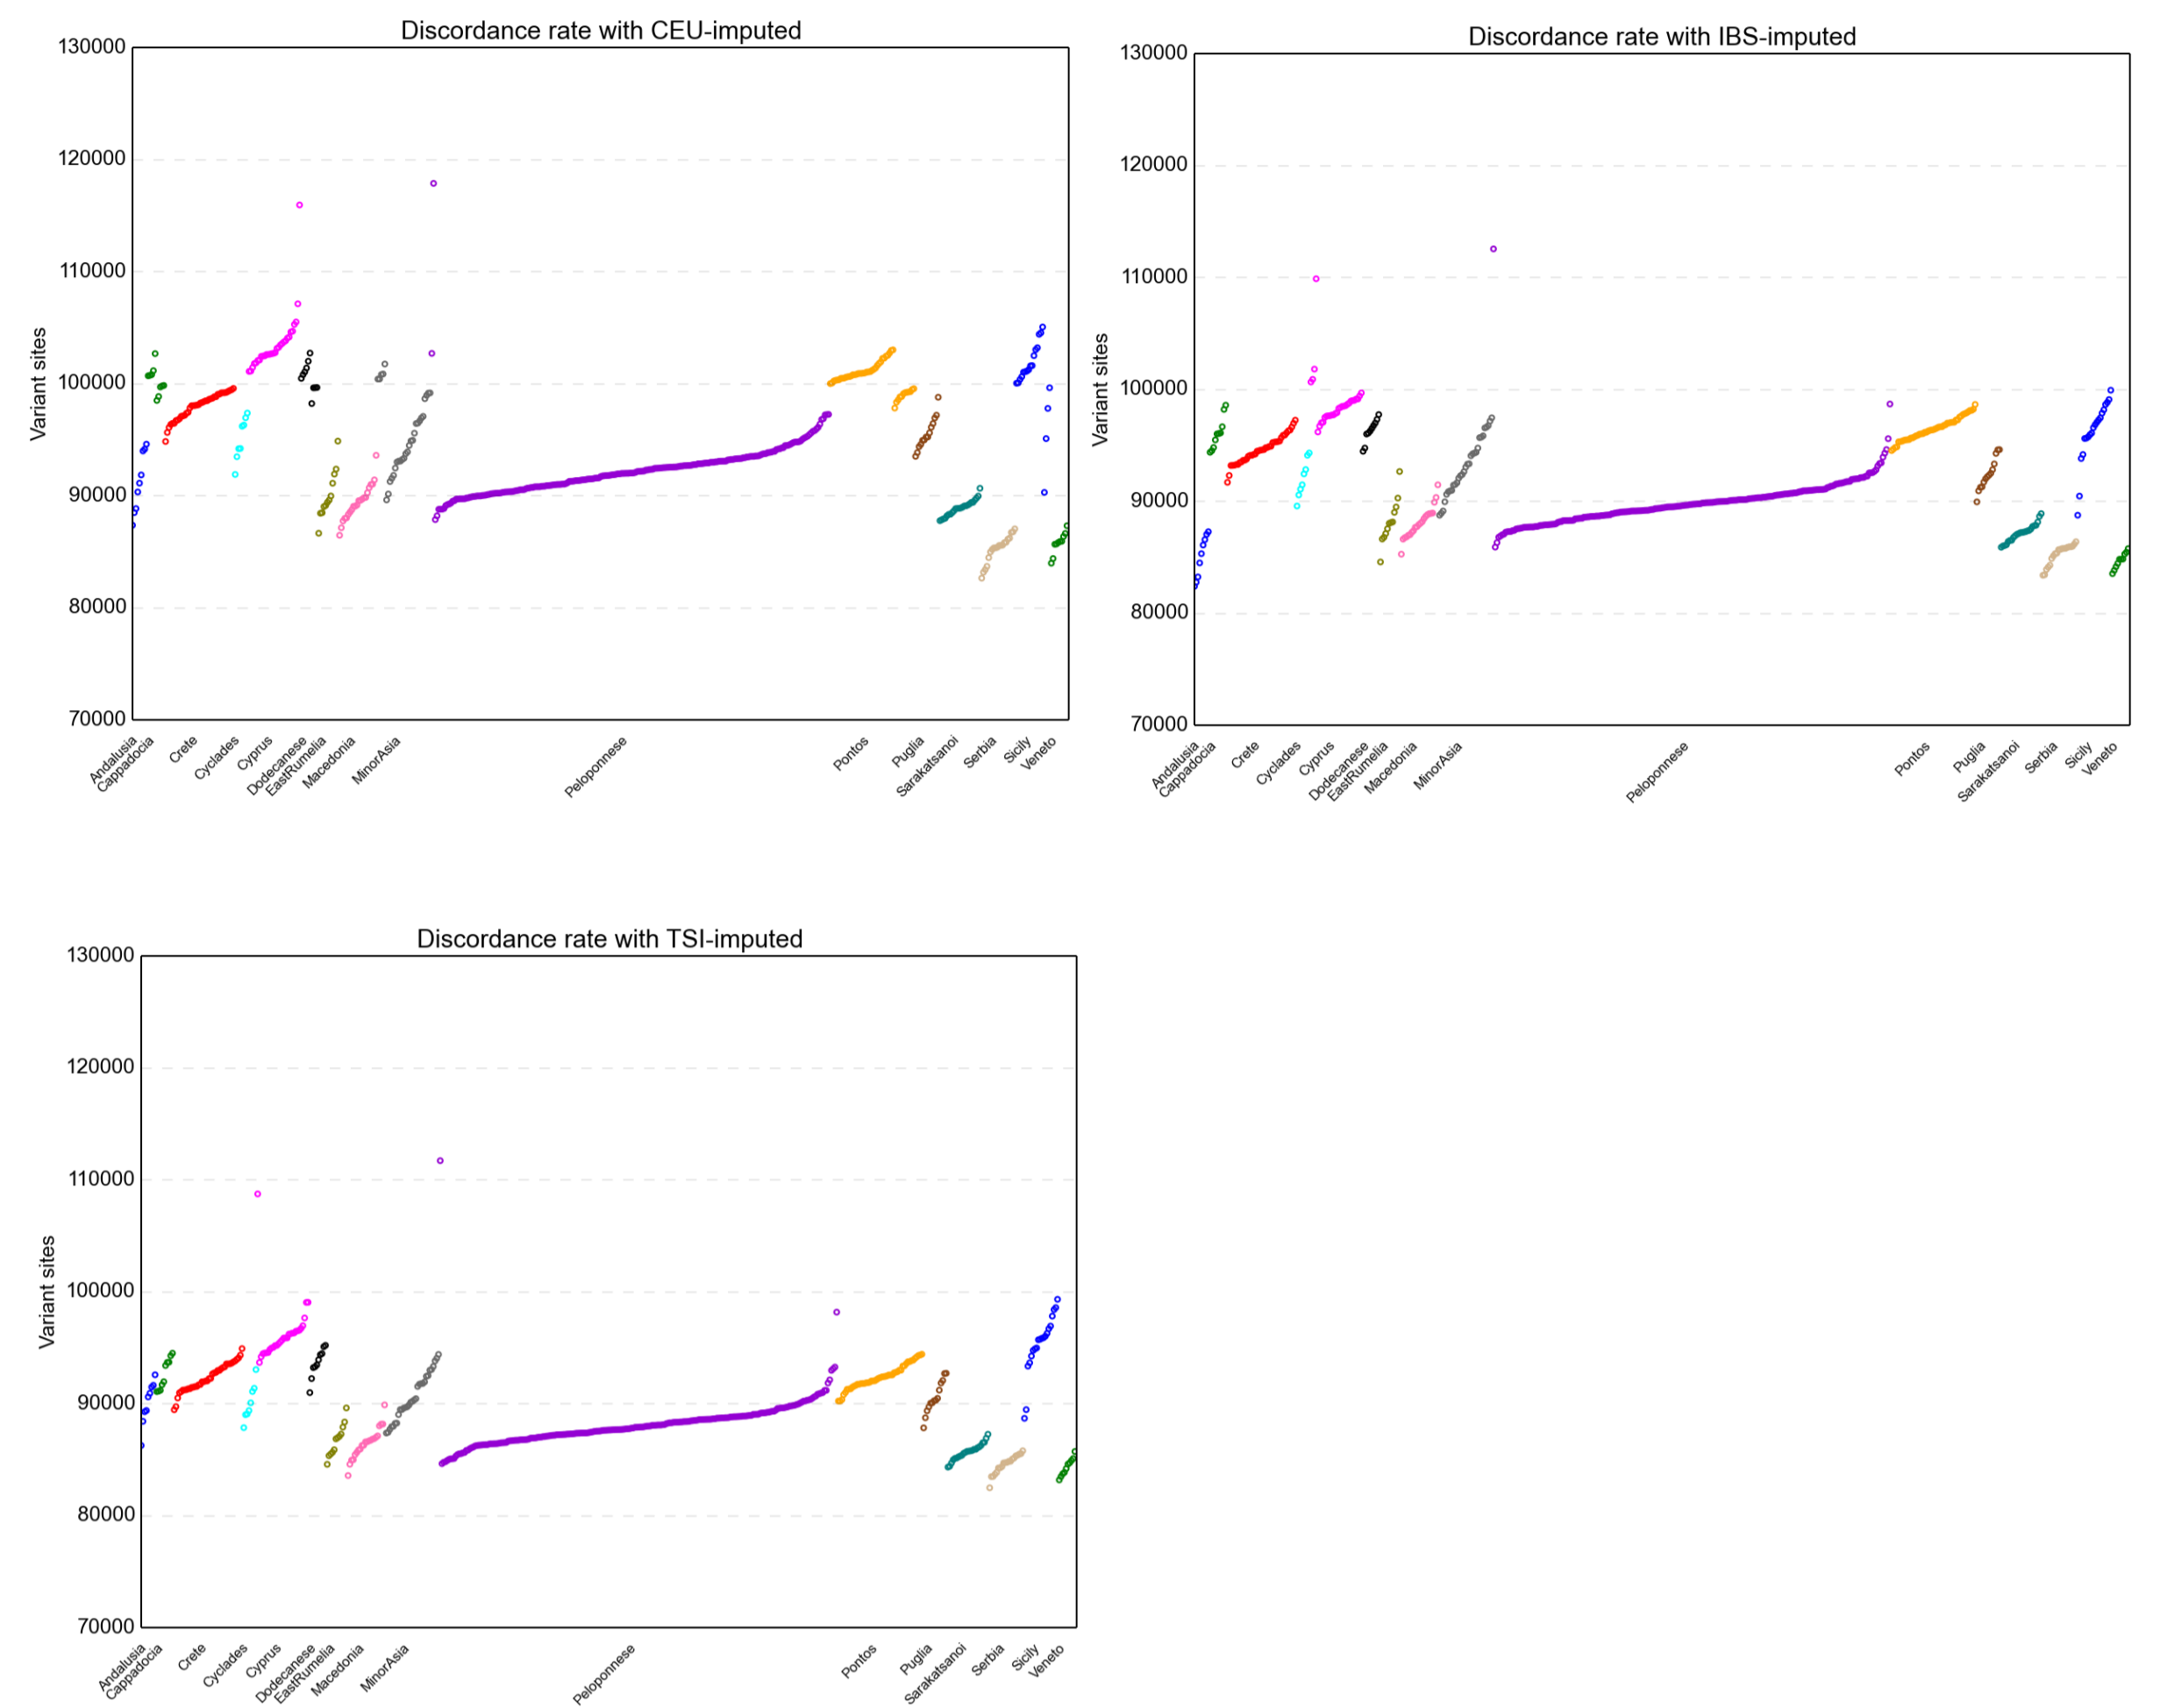 Discordance rate with CEU-imputed
130000
120000
110000
100000
90000
80000
70000
Variant sites
Andalusia
Cappadocia
Crete
Cyclades
Cyprus
Dodecanese
EastRumelia
Macedonia
MinorAsia
Peloponnese
Pontos
Puglia
Sarakatsanoi
Serbia
Sicily
Veneto
Discordance rate with IBS-imputed
130000
120000
110000
100000
90000
80000
70000
Variant sites
Andalusia
Cappadocia
Crete
Cyclades
Cyprus
Dodecanese
EastRumelia
Macedonia
MinorAsia
Peloponnese
Pontos
Puglia
Sarakatsanoi
Serbia
Sicily
Veneto
Discordance rate with TSI-imputed
130000
120000
110000
100000
90000
80000
70000
Variant sites
Andalusia
Cappadocia
Crete
Cyclades
Cyprus
Dodecanese
EastRumelia
Macedonia
MinorAsia
Peloponnese
Pontos
Puglia
Sarakatsanoi
Serbia
Sicily
Veneto